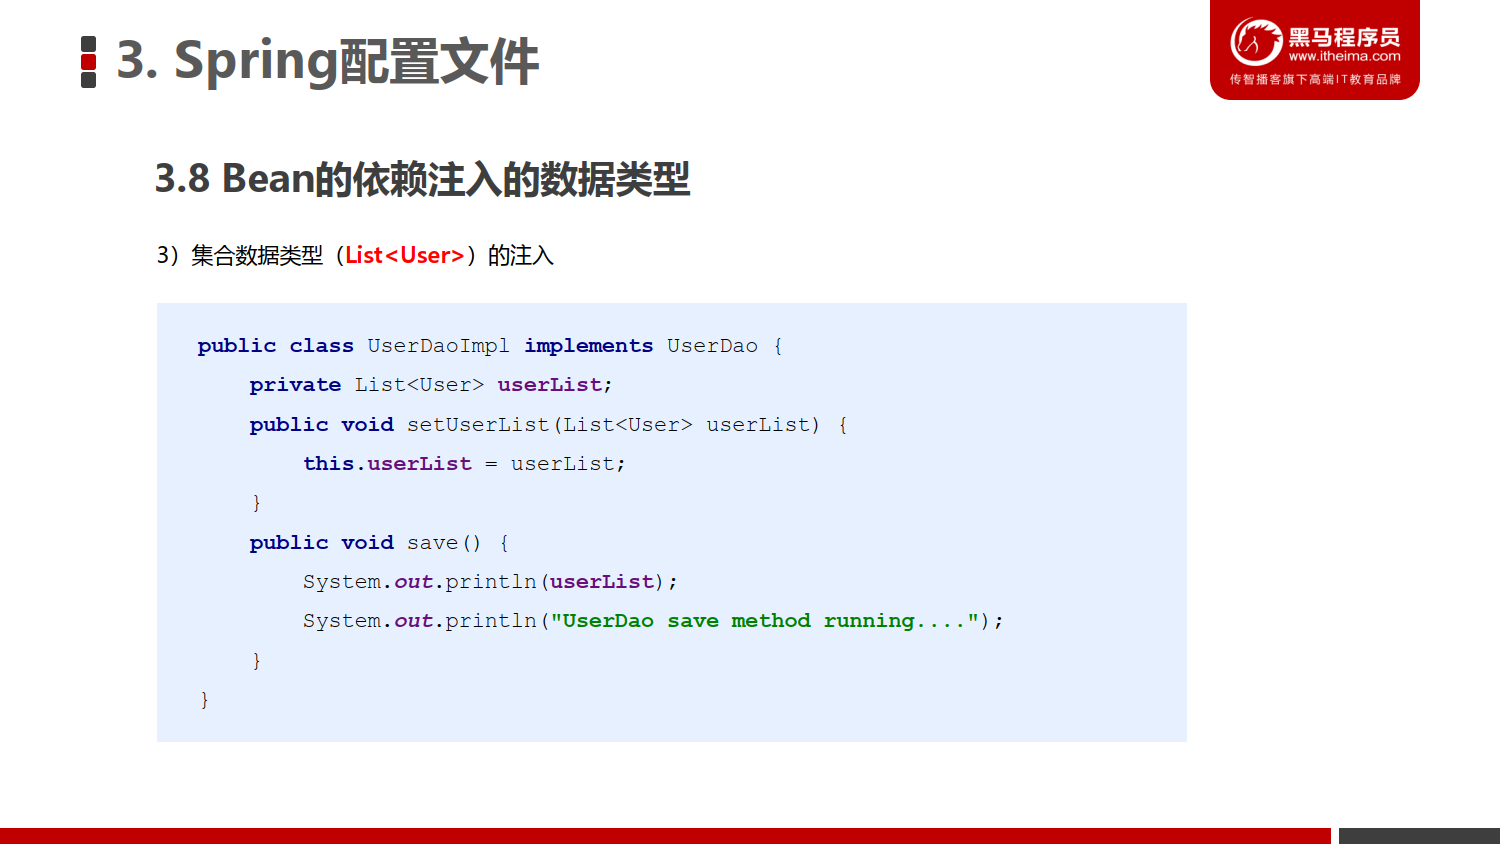 3. Spring配置文件
黑马程序员
www.itheima.com
传智播客旗下高端IT教育品牌
3.8 Bean的依赖注入的数据类型
3）集合数据类型（List<User>）的注入
public class UserDaoImpl implements UserDao {
    private List<User> userList;
    public void setUserList(List<User> userList) {
        this.userList = userList;
    }
    public void save() {
        System.out.println(userList);
        System.out.println("UserDao save method running....");
    }
}